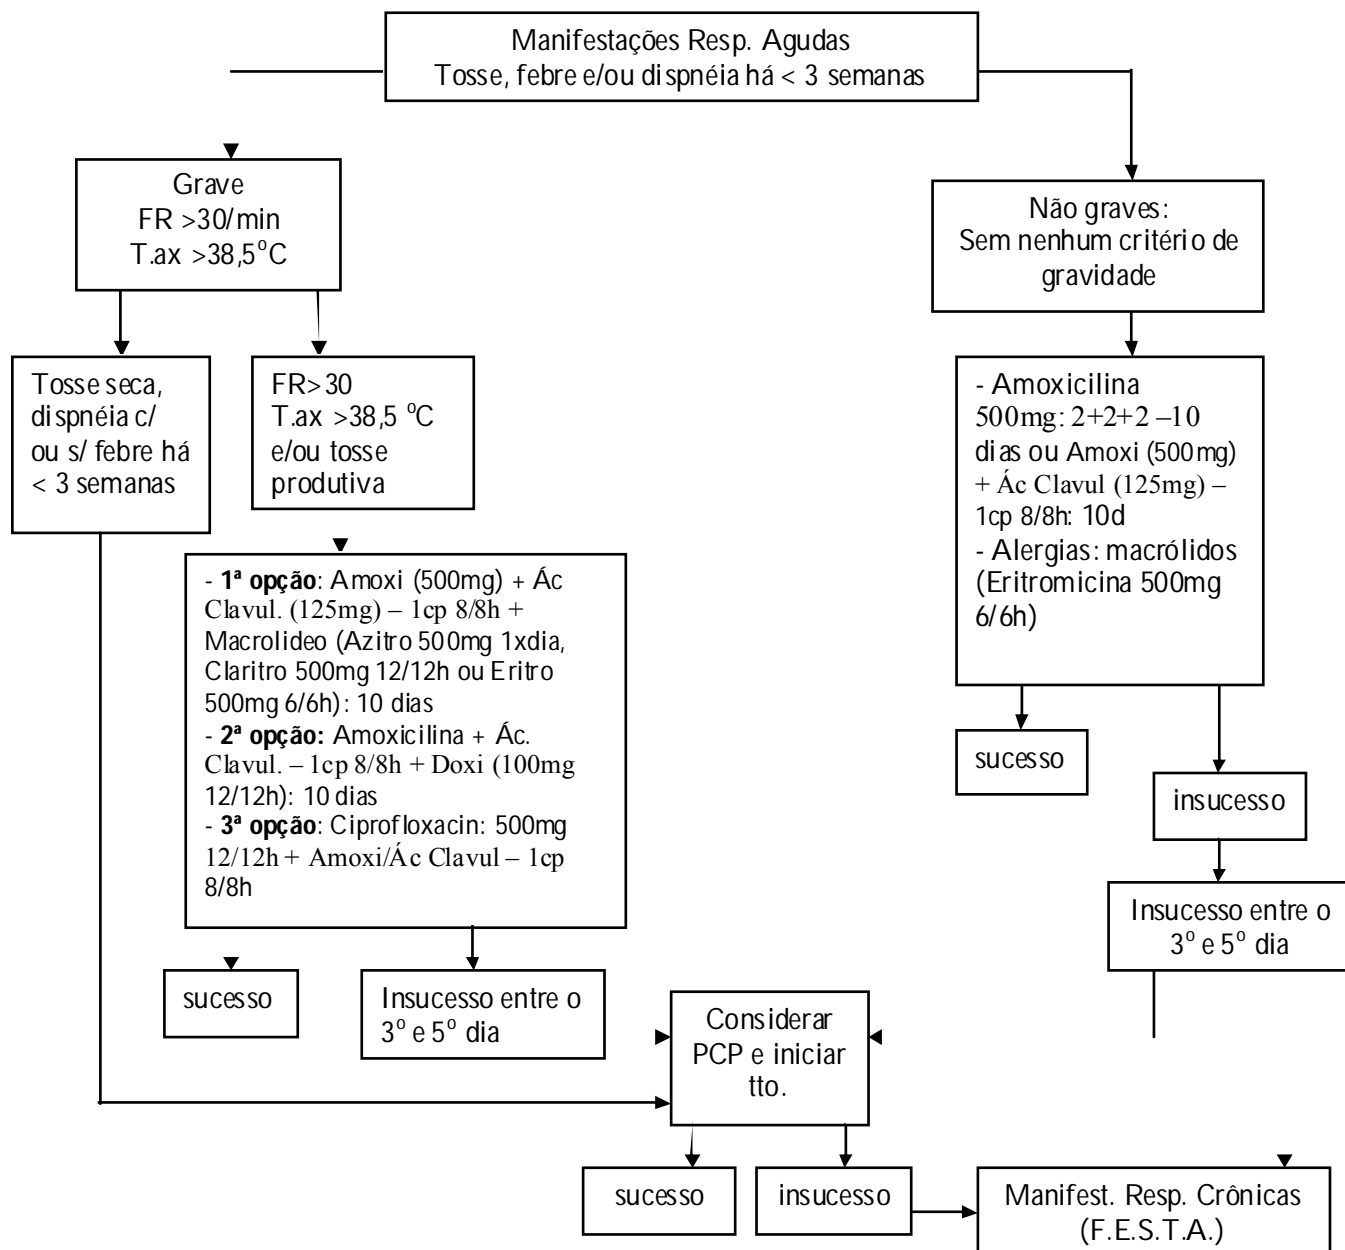 Manifestações Resp. Agudas
Tosse, febre e/ou dispnéia há < 3 semanas
Grave
FR >30/min
T.ax >38,5°C
Não graves:
Sem nenhum critério de
gravidade
Tosse seca,
dispnéia c/
ou s/ febre há
< 3 semanas
FR>30
T.ax >38,5 °C
e/ou tosse
produtiva
- Amoxicilina
500mg: 2+2+2 –10
dias ou Amoxi (500mg)
+ Ác Clavul (125mg) –
1cp 8/8h: 10d
- Alergias: macrólidos
(Eritromicina 500mg
6/6h)
- 1ª opção: Amoxi (500mg) + Ác
Clavul. (125mg) – 1cp 8/8h +
Macrolideo (Azitro 500mg 1xdia,
Claritro 500mg 12/12h ou Eritro
500mg 6/6h): 10 dias
- 2ª opção: Amoxicilina + Ác.
Clavul. – 1cp 8/8h + Doxi (100mg
12/12h): 10 dias
- 3ª opção: Ciprofloxacin: 500mg
12/12h + Amoxi/Ác Clavul – 1cp
8/8h
sucesso
insucesso
Insucesso entre o
3º e 5º dia
sucesso
Insucesso entre o
3º e 5º dia
Considerar
PCP e iniciar
tto.
sucesso
insucesso
Manifest. Resp. Crônicas
(F.E.S.T.A.)